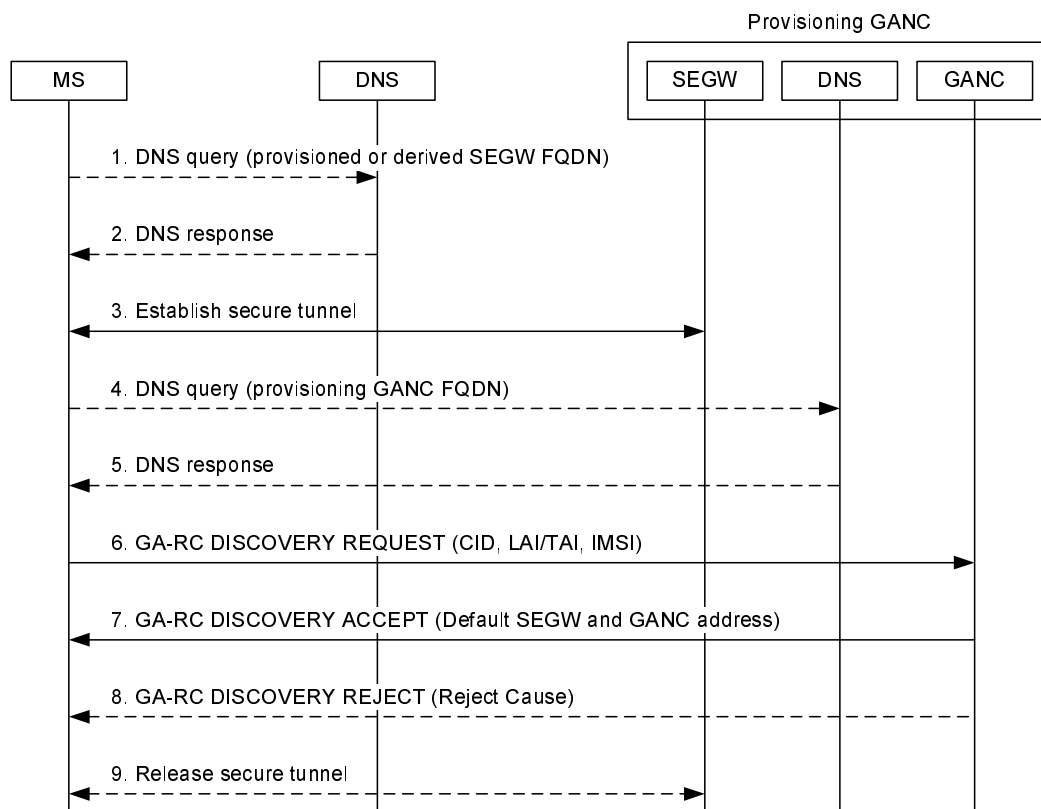 Provisioning GANC
MS
DNS
SEGW
DNS
GANC
1. DNS query (provisioned or derived SEGW FQDN)
2. DNS response
3. Establish secure tunnel
4. DNS query (provisioning GANC FQDN)
5. DNS response
6. GA-RC DISCOVERY REQUEST (CID, LAI/TAI, IMSI)
7. GA-RC DISCOVERY ACCEPT (Default SEGW and GANC address)
8. GA-RC DISCOVERY REJECT (Reject Cause)
9. Release secure tunnel